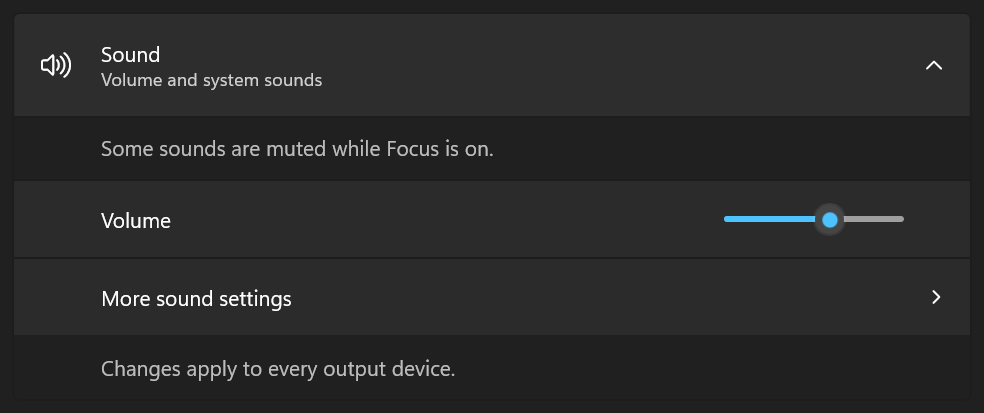 Sound
Volume and system sounds
Some sounds are muted while Focus is on.
Volume
More sound settings
Changes apply to every output device.